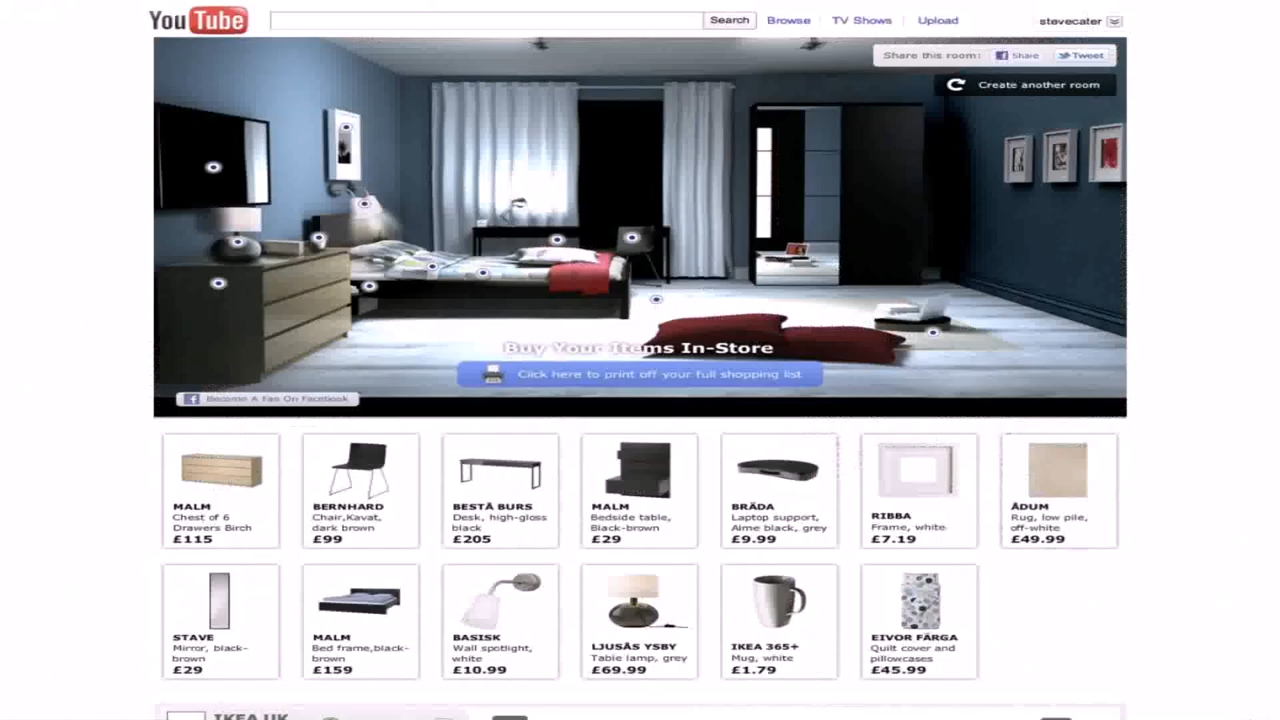 YouTube
Search
Browse
TV Shows
Upload
stevecater
Share this room:
Share
Tweet
Create another room
Buy Your Items In-Store
Click here to print off your full shopping list
Become A Fan On Facebook
MALM
Chest of 6
Drawers Birch
£115
BERNHARD
Chair,Kavat,
dark brown
£99
BESTÅ BURS
Desk, high-gloss
black
£205
MALM
Bedside table,
Black-brown
£29
BRÄDA
Laptop support,
Alme black, grey
£9.99
RIBBA
Frame, white
£7.19
ÅDUM
Rug, low pile,
off-white
£49.99
STAVE
Mirror, black-
brown
£29
MALM
Bed frame,black-
brown
£159
BASISK
Wall spotlight,
white
£10.99
LJUSÅS YSBY
Table lamp, grey
£69.99
IKEA 365+
Mug, white
£1.79
EIVOR FÄRGA
Quilt cover and
pillowcases
£45.99
IKEA UK